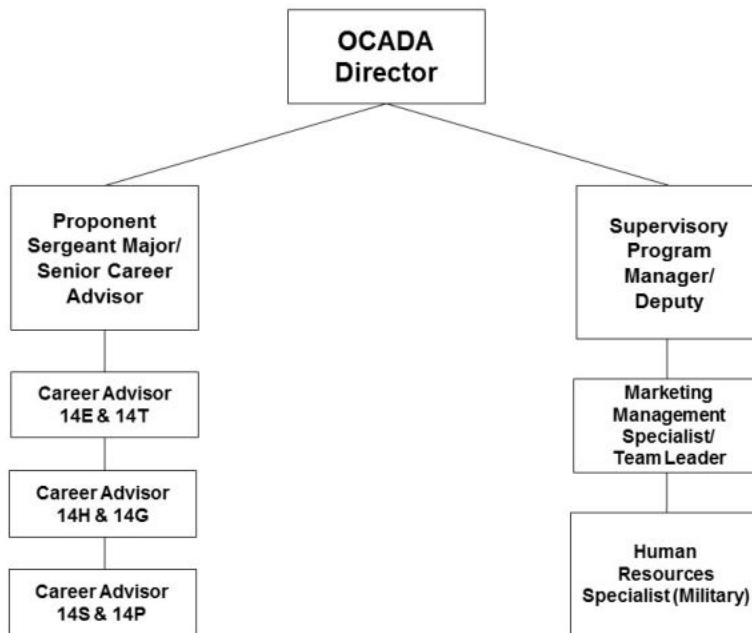 OCADA
Director
Proponent
Sergeant Major/
Senior Career
Advisor
Career Advisor
14E & 14T
Career Advisor
14H & 14G
Career Advisor
14S & 14P
Supervisory
Program
Manager/
Deputy
Marketing
Management
Specialist/
Team Leader
Human
Resources
Specialist (Military)